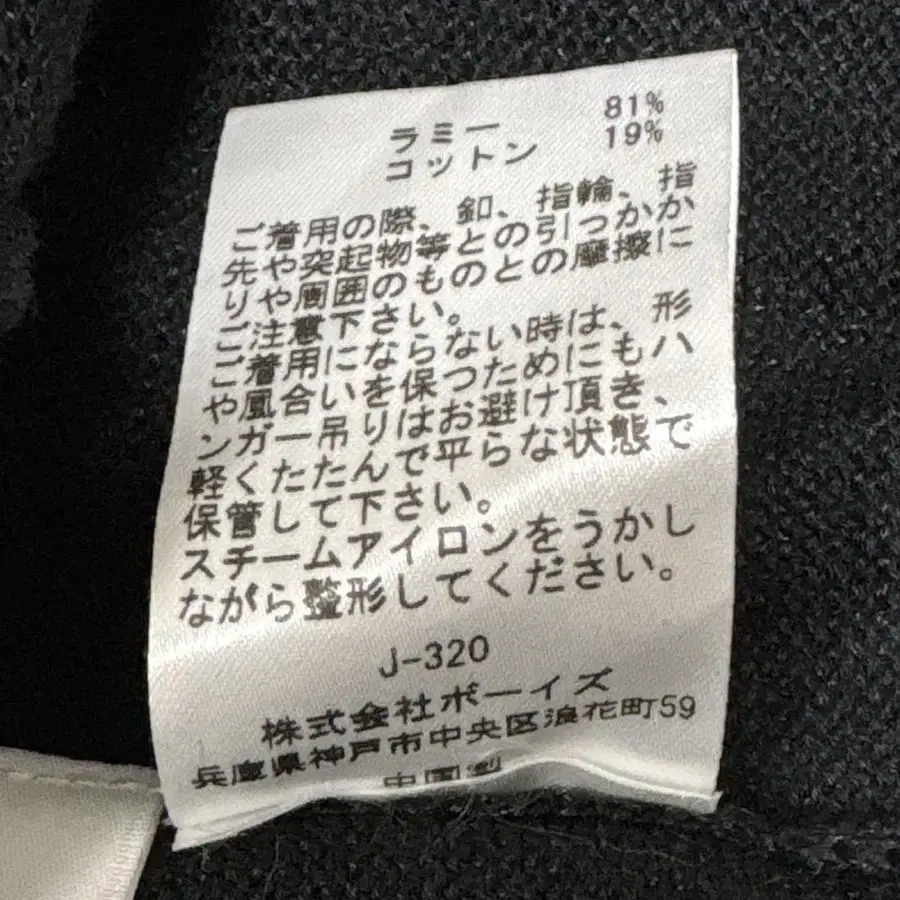 ラミー 81%
コットン 19%
ご着用の際、釦、指輪、指
先や突起物等との引っかか
りや周囲のものとの摩擦に
ご注意下さい。
ご着用にならない時は、形
や風合いを保つためにもハ
ンガー吊りはお避け頂き、
軽くたたんで平らな状態で
保管して下さい。
スチームアイロンをうかし
ながら整形してください。
J-320
株式会社ボーイズ
兵庫県神戸市中央区浪花町59
中国製